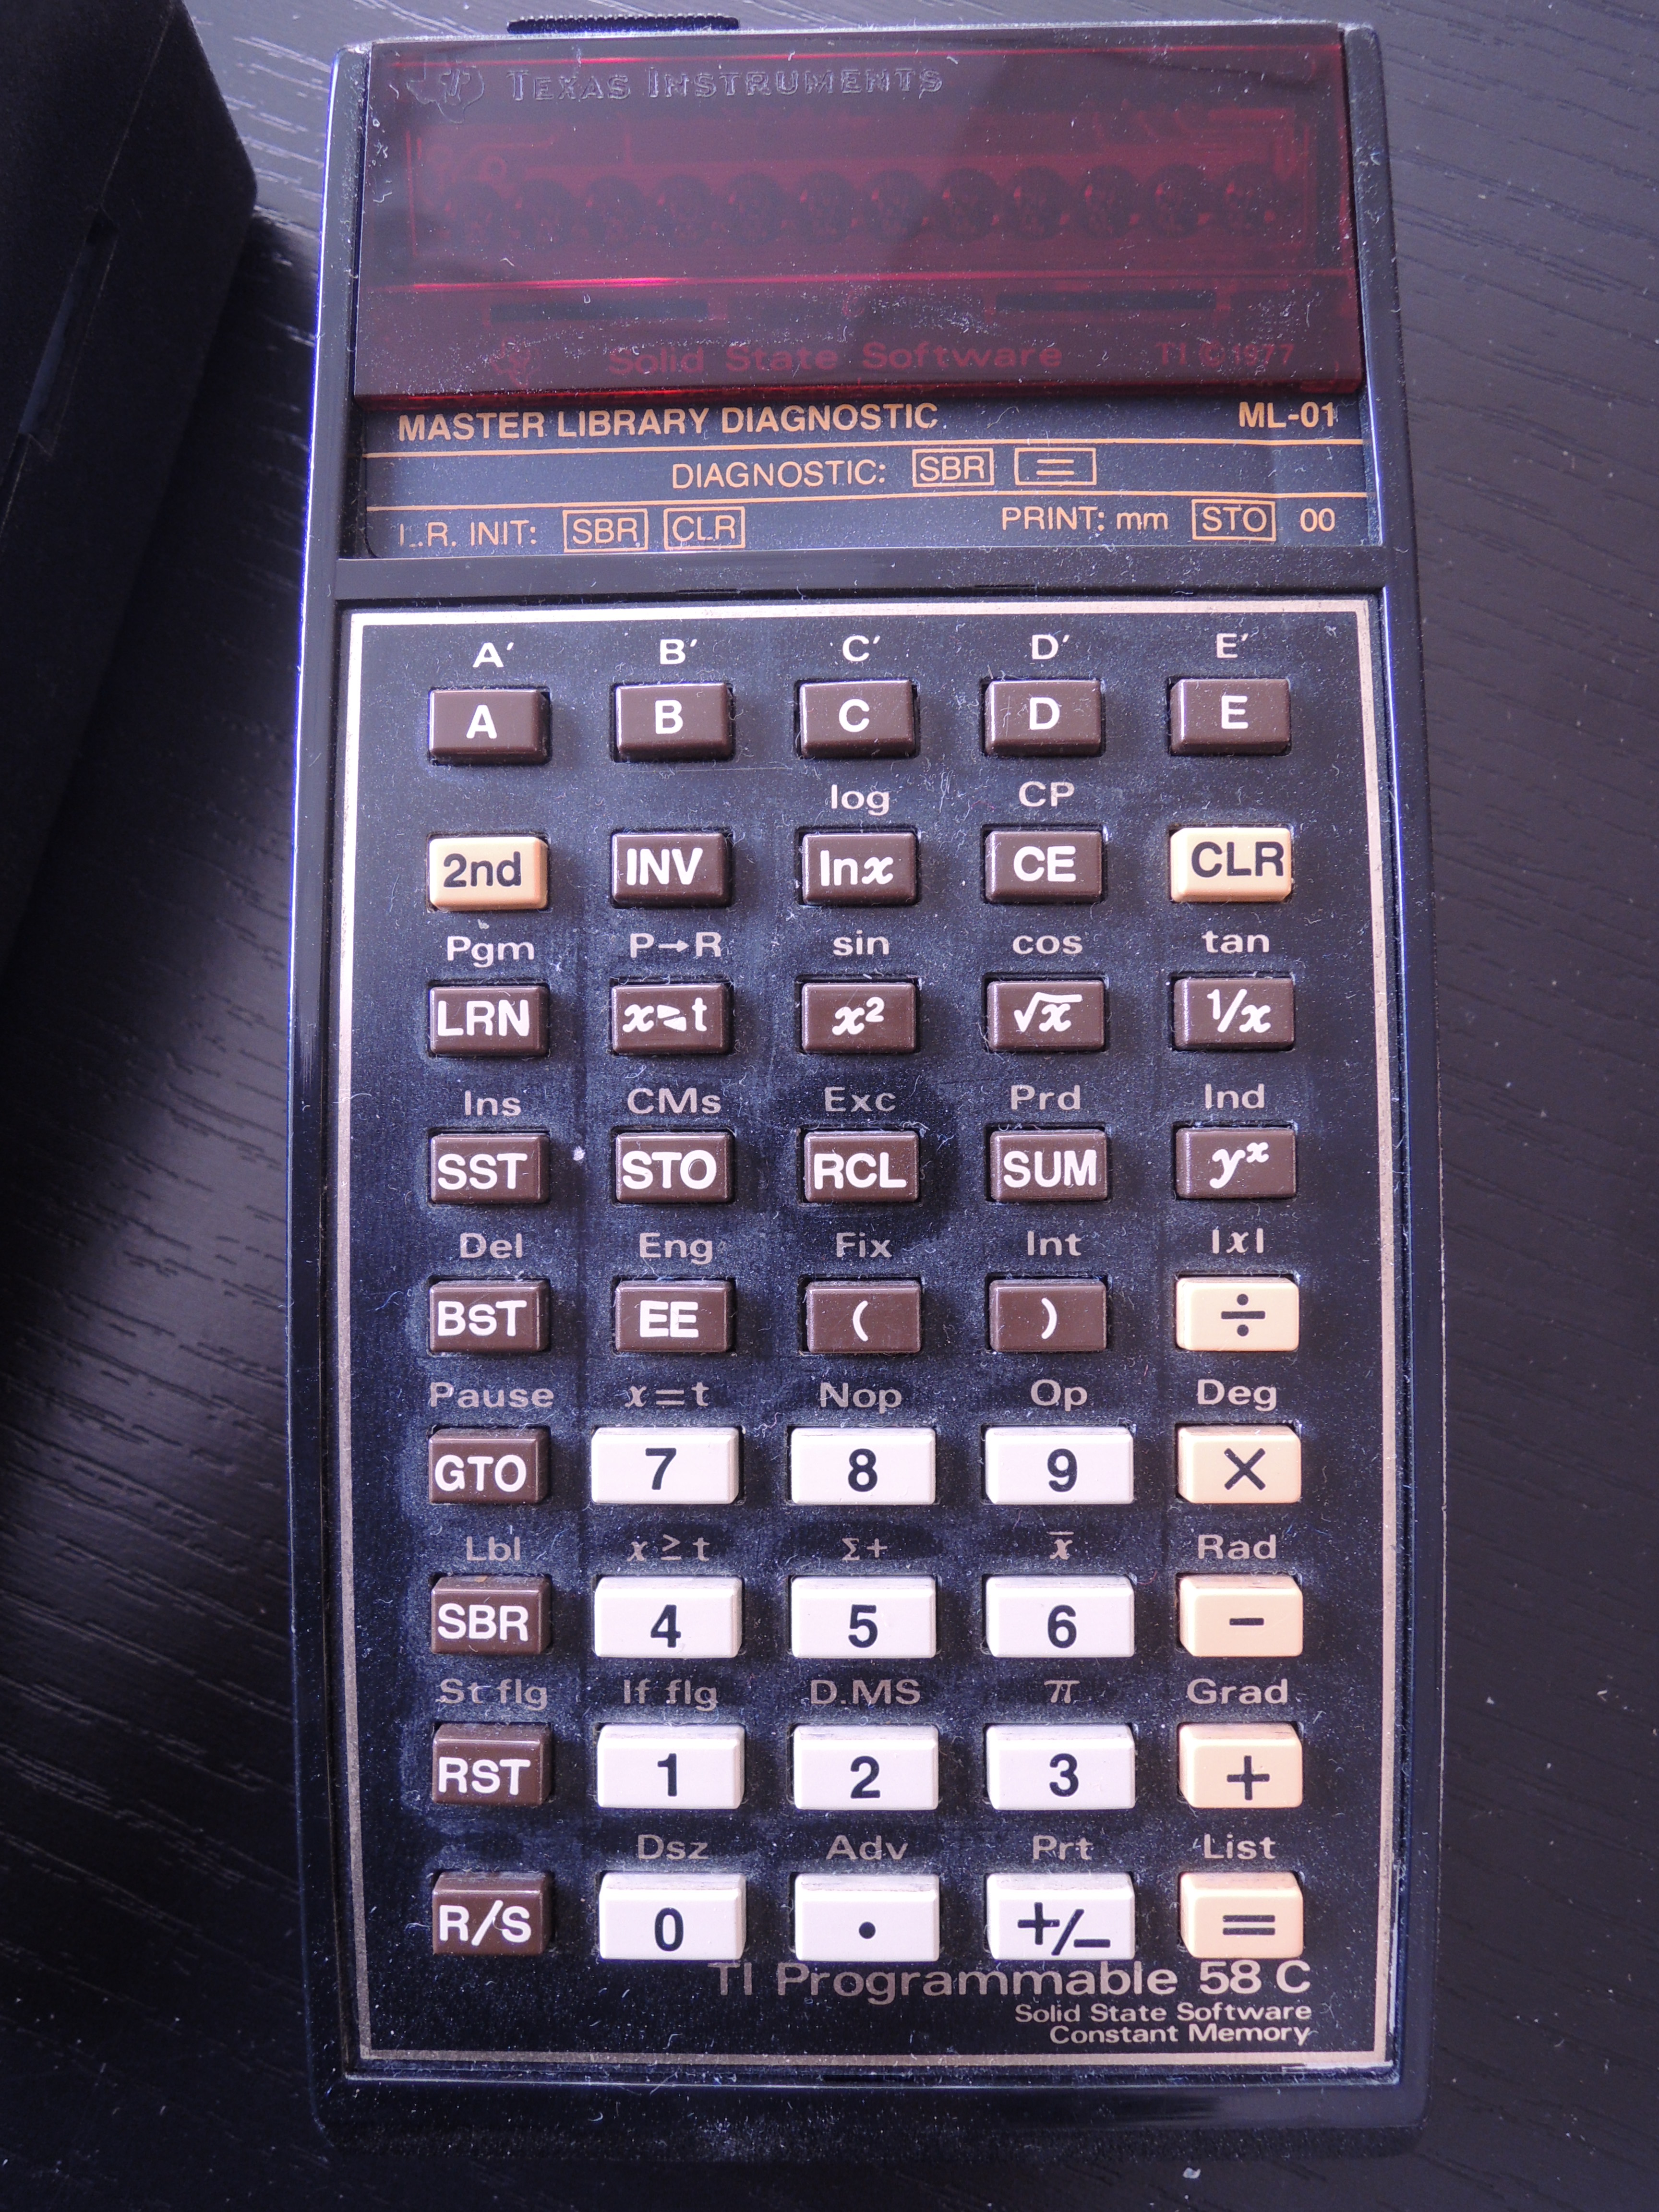 TEXAS INSTRUMENTS
Solid State Software TI © 1977
MASTER LIBRARY DIAGNOSTIC ML-01
DIAGNOSTIC: SBR =
L.R. INIT: SBR CLR PRINT: mm STO 00
A′ B′ C′ D′ E′
A B C D E
log CP
2nd INV lnx CE CLR
Pgm P→R sin cos tan
LRN x⇄t x² √x 1/x
Ins CMs Exc Prd Ind
SST STO RCL SUM yˣ
Del Eng Fix Int |x|
BST EE ( ) ÷
Pause x=t Nop Op Deg
GTO 7 8 9 ×
Lbl x≥t Σ+ x̄ Rad
SBR 4 5 6 −
St flg If flg D.MS π Grad
RST 1 2 3 +
Dsz Adv Prt List
R/S 0 . +/− =
TI Programmable 58 C
Solid State Software
Constant Memory